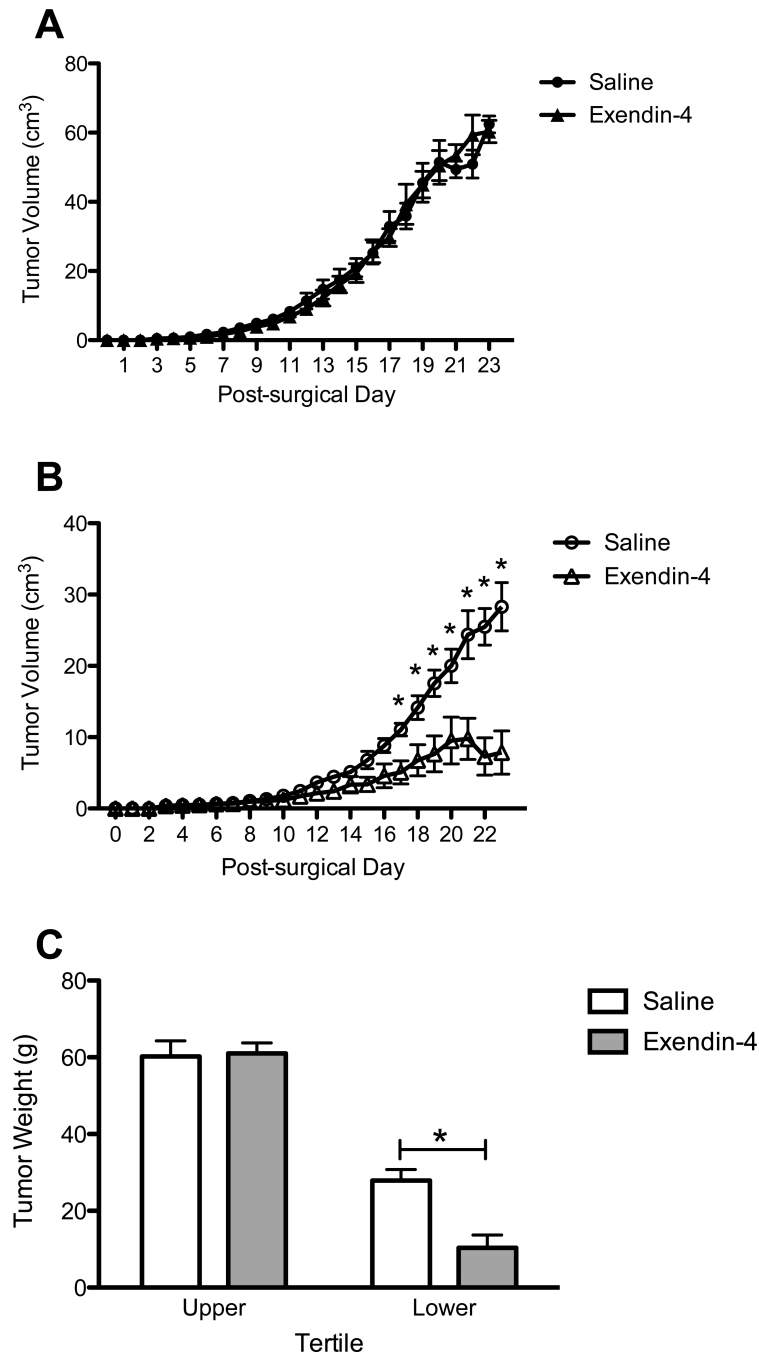 A
80
60
40
20
0
Tumor Volume (cm³)
1 3 5 7 9 11 13 15 17 19 21 23
Post-surgical Day
Saline
Exendin-4
B
40
30
20
10
0
Tumor Volume (cm³)
* * * * * * *
0 2 4 6 8 10 12 14 16 18 20 22
Post-surgical Day
Saline
Exendin-4
C
80
60
40
20
0
Tumor Weight (g)
*
Upper Lower
Tertile
Saline
Exendin-4